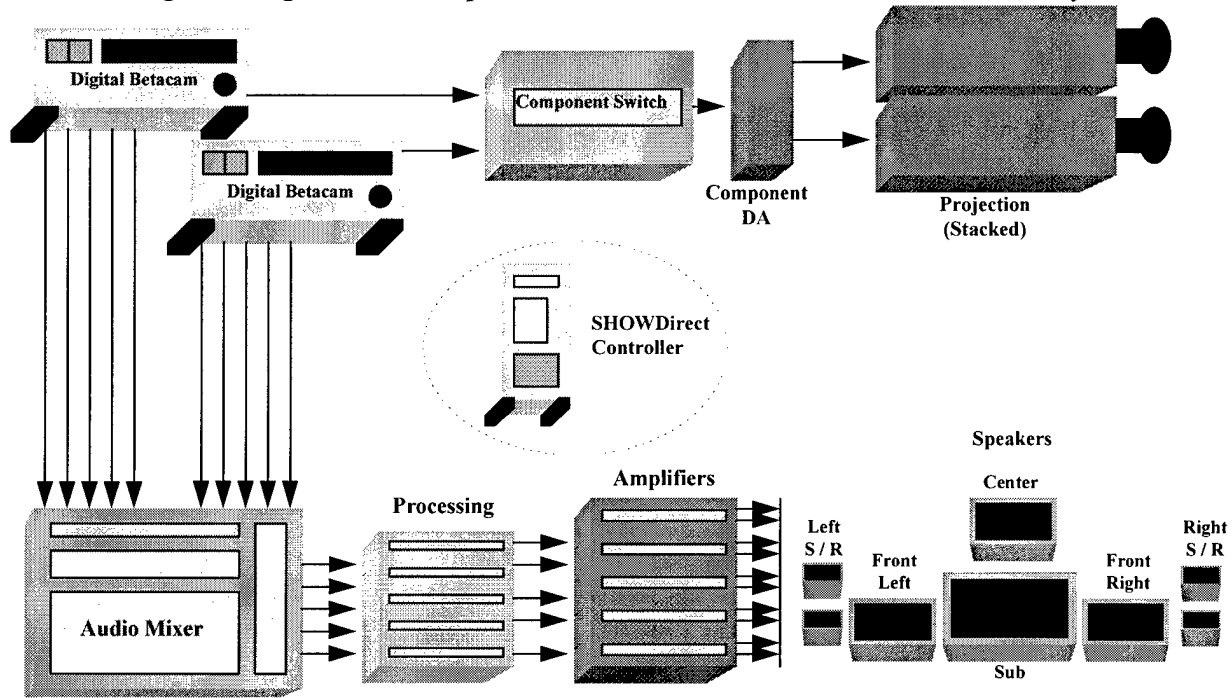 Digital Betacam
Component Switch
Digital Betacam
Component
DA
Projection
(Stacked)
SHOWDirect
Controller
Speakers
Amplifiers
Center
Processing
Left
S / R
Right
S / R
Front
Left
Front
Right
Audio Mixer
Sub